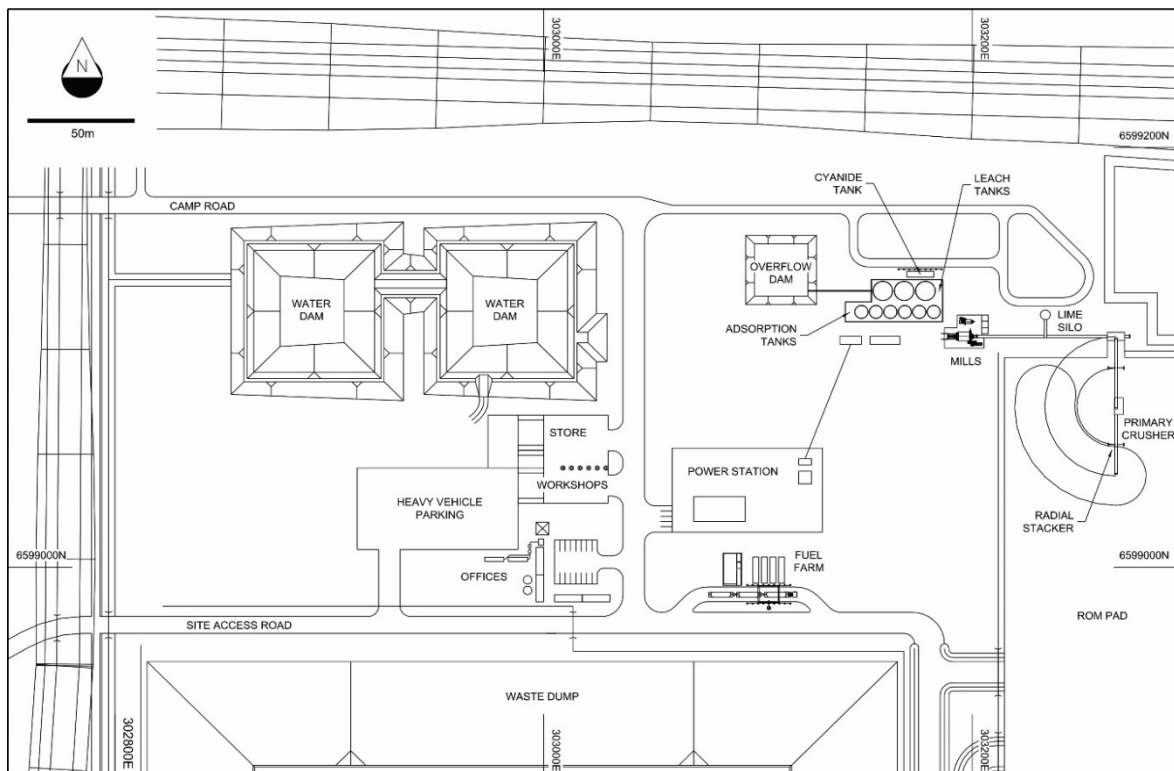 303000E
303200E
N
50m
6599200N
CYANIDE
TANK
LEACH
TANKS
CAMP ROAD
OVERFLOW
DAM
WATER
DAM
WATER
DAM
ADSORPTION
TANKS
LIME
SILO
MILLS
PRIMARY
CRUSHER
STORE
POWER STATION
WORKSHOPS
HEAVY VEHICLE
PARKING
RADIAL
STACKER
6599000N
FUEL
FARM
6599000N
OFFICES
ROM PAD
SITE ACCESS ROAD
WASTE DUMP
302800E
303000E
303200E